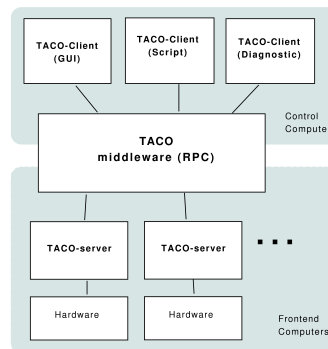 TACO-Client
(GUI)
TACO-Client
(Script)
TACO-Client
(Diagnostic)
Control
Compute
TACO
middleware (RPC)
TACO-server
TACO-server
Hardware
Hardware
Frontend
Computers